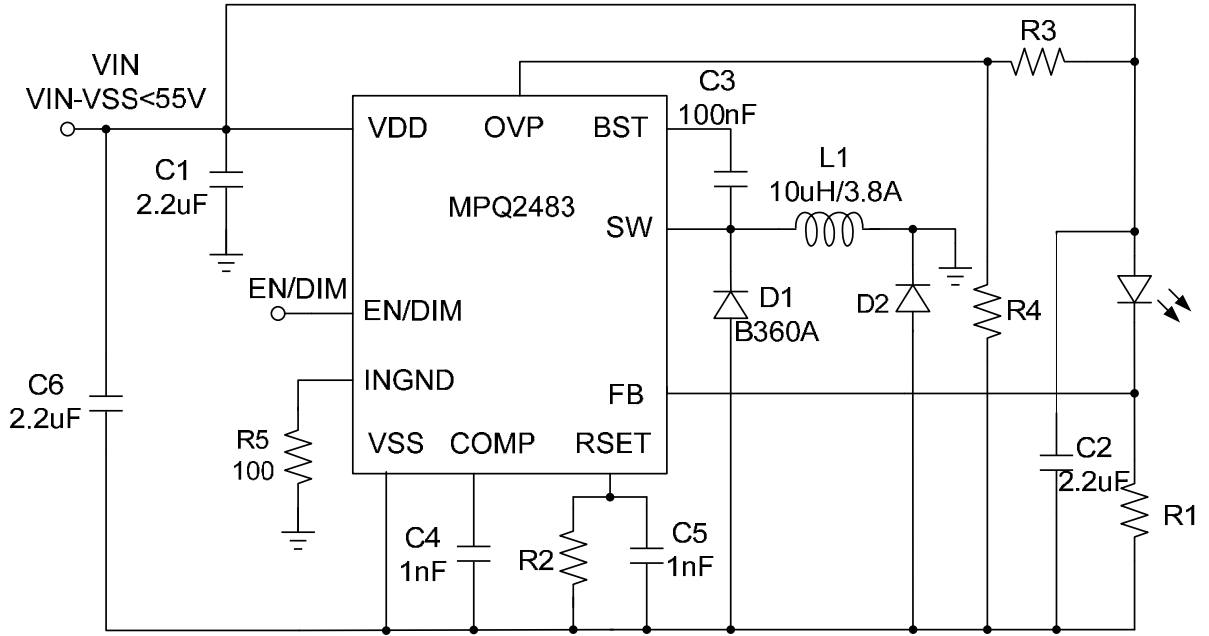 VIN
VIN-VSS<55V
C1
2.2uF
C6
2.2uF
EN/DIM
R5
100
VDD
OVP
BST
MPQ2483
SW
EN/DIM
INGND
FB
VSS
COMP
RSET
C3
100nF
L1
10uH/3.8A
D1
B360A
D2
R3
R4
C2
2.2uF
R1
C4
1nF
R2
C5
1nF